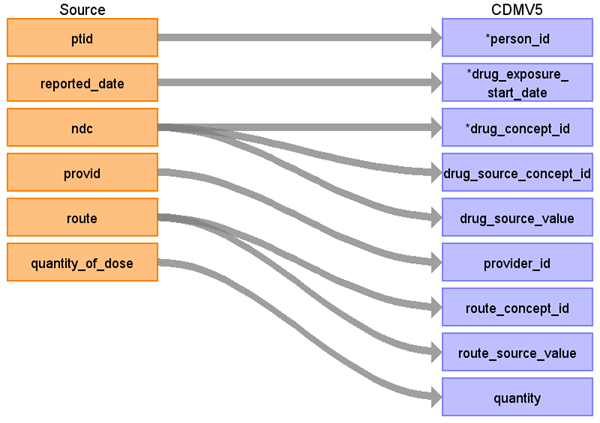 Source
CDMV5
ptid
*person_id
reported_date
*drug_exposure_
start_date
ndc
*drug_concept_id
provid
drug_source_concept_id
route
drug_source_value
quantity_of_dose
provider_id
route_concept_id
route_source_value
quantity